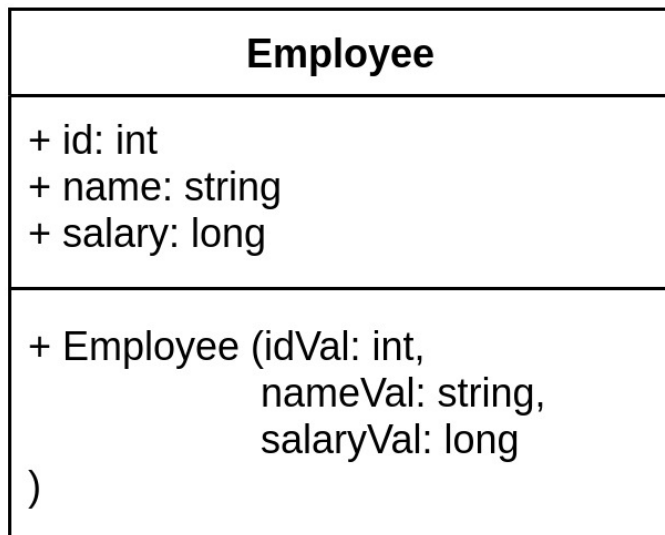 Employee
+ id: int
+ name: string
+ salary: long
+ Employee (idVal: int,
nameVal: string,
salaryVal: long
)